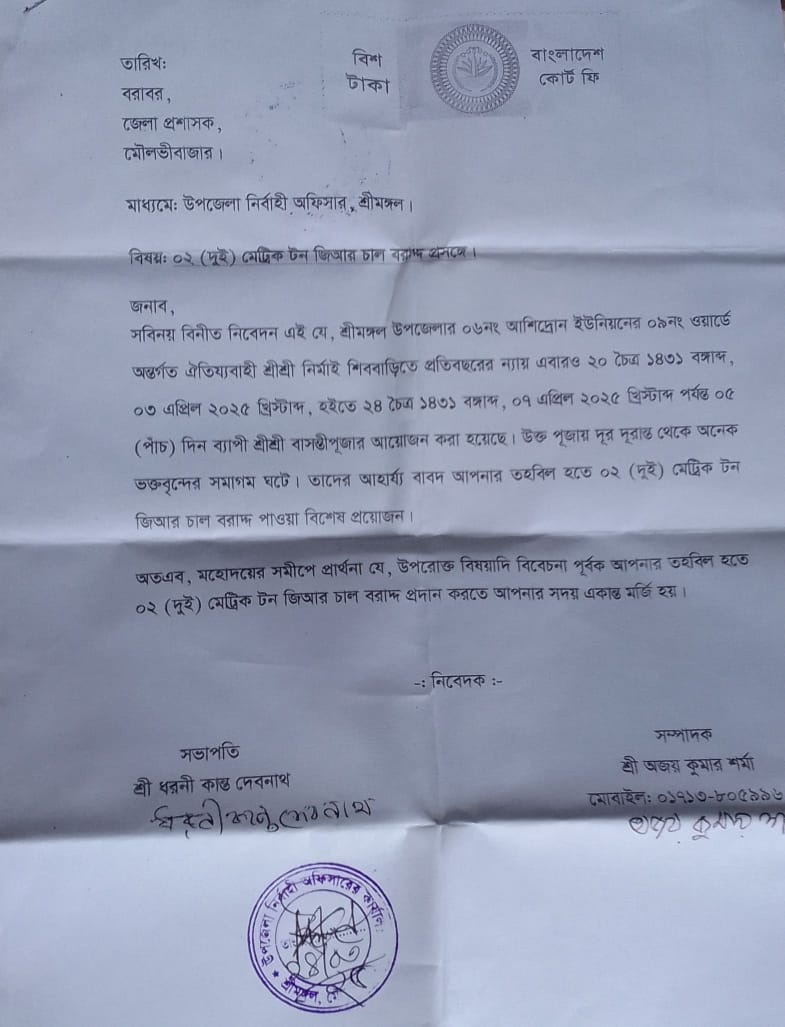 তারিখঃ
বিশ টাকা
বাংলাদেশ কোর্ট ফি
বরাবর,
জেলা প্রশাসক,
মৌলভীবাজার।
মাধ্যমেঃ উপজেলা নির্বাহী অফিসার, শ্রীমঙ্গল।
বিষয়ঃ ০২ (দুই) মেট্রিক টন জিআর চাল বরাদ্দ প্রসঙ্গে।
জনাব,
সবিনয় বিনীত নিবেদন এই যে, শ্রীমঙ্গল উপজেলার ০৬নং আশিদ্রোন ইউনিয়নের ০৯নং ওয়ার্ডে
অন্তর্গত ঐতিহ্যবাহী শ্রীশ্রী নির্মাই শিববাড়িতে প্রতিবছরের ন্যায় এবারও ২০ চৈত্র ১৪৩১ বঙ্গাব্দ,
০৩ এপ্রিল ২০২৫ খ্রিস্টাব্দ, হইতে ২৪ চৈত্র ১৪৩১ বঙ্গাব্দ, ০৭ এপ্রিল ২০২৫ খ্রিস্টাব্দ পর্যন্ত ০৫
(পাঁচ) দিন ব্যাপী শ্রীশ্রী বাসন্তীপূজার আয়োজন করা হয়েছে। উক্ত পূজায় দূর দূরান্ত থেকে অনেক
ভক্তবৃন্দের সমাগম ঘটে। তাদের আহার্য্য বাবদ আপনার তহবিল হতে ০২ (দুই) মেট্রিক টন
জিআর চাল বরাদ্দ পাওয়া বিশেষ প্রয়োজন।
অতএব, মহোদয়ের সমীপে প্রার্থনা যে, উপরোক্ত বিষয়াদি বিবেচনা পূর্বক আপনার তহবিল হতে
০২ (দুই) মেট্রিক টন জিআর চাল বরাদ্দ প্রদান করতে আপনার সদয় একান্ত মর্জি হয়।
-: নিবেদক :-
সভাপতি
শ্রী ধরনী কান্ত দেবনাথ
সম্পাদক
শ্রী অজয় কুমার শর্মা
মোবাইল: ০১৭১৩-৮০৫৯৯৬
উপজেলা নির্বাহী অফিসারের কার্যালয়
শ্রীমঙ্গল,